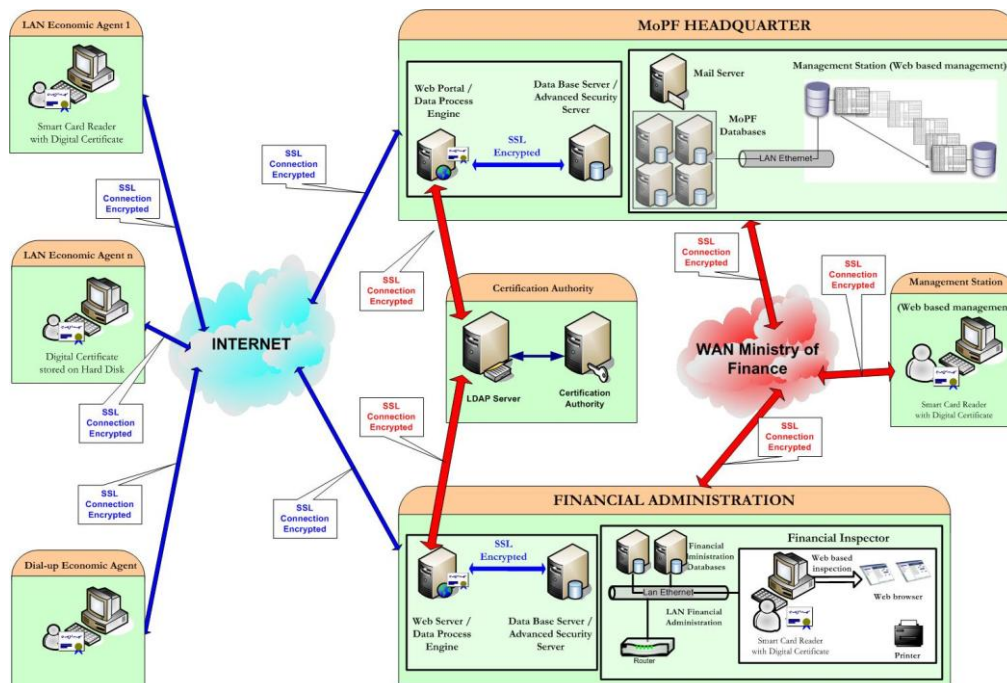 LAN Economic Agent 1
Smart Card Reader
with Digital Certificate
SSL
Connection
Encrypted
LAN Economic Agent n
Digital Certificate
stored on Hard Disk
SSL
Connection
Encrypted
SSL
Connection
Encrypted
Dial-up Economic Agent
INTERNET
SSL
Connection
Encrypted
SSL
Connection
Encrypted
MoPF HEADQUARTER
Web Portal /
Data Process
Engine
SSL
Encrypted
Data Base Server /
Advanced Security
Server
Mail Server
MoPF
Databases
LAN Ethernet
Management Station (Web based management)
SSL
Connection
Encrypted
Certification Authority
LDAP Server
Certification
Authority
SSL
Connection
Encrypted
SSL
Connection
Encrypted
WAN Ministry of
Finance
SSL
Connection
Encrypted
SSL
Connection
Encrypted
Management Station
(Web based management
Smart Card Reader
with Digital Certificate
FINANCIAL ADMINISTRATION
Web Server /
Data Process
Engine
SSL
Encrypted
Data Base Server /
Advanced Security
Server
Financial
dministration
Databases
Lan Ethernet
LAN Financial
Administration
Router
Financial Inspector
Web based
inspection
Web browser
Smart Card Reader
with Digital Certificate
Printer